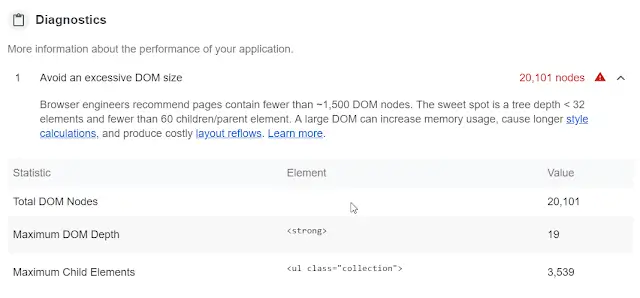 Diagnostics
More information about the performance of your application.
1 Avoid an excessive DOM size 20,101 nodes
Browser engineers recommend pages contain fewer than ~1,500 DOM nodes. The sweet spot is a tree depth < 32
elements and fewer than 60 children/parent element. A large DOM can increase memory usage, cause longer style
calculations, and produce costly layout reflows. Learn more.
Statistic Element Value
Total DOM Nodes 20,101
Maximum DOM Depth <strong> 19
Maximum Child Elements <ul class="collection"> 3,539